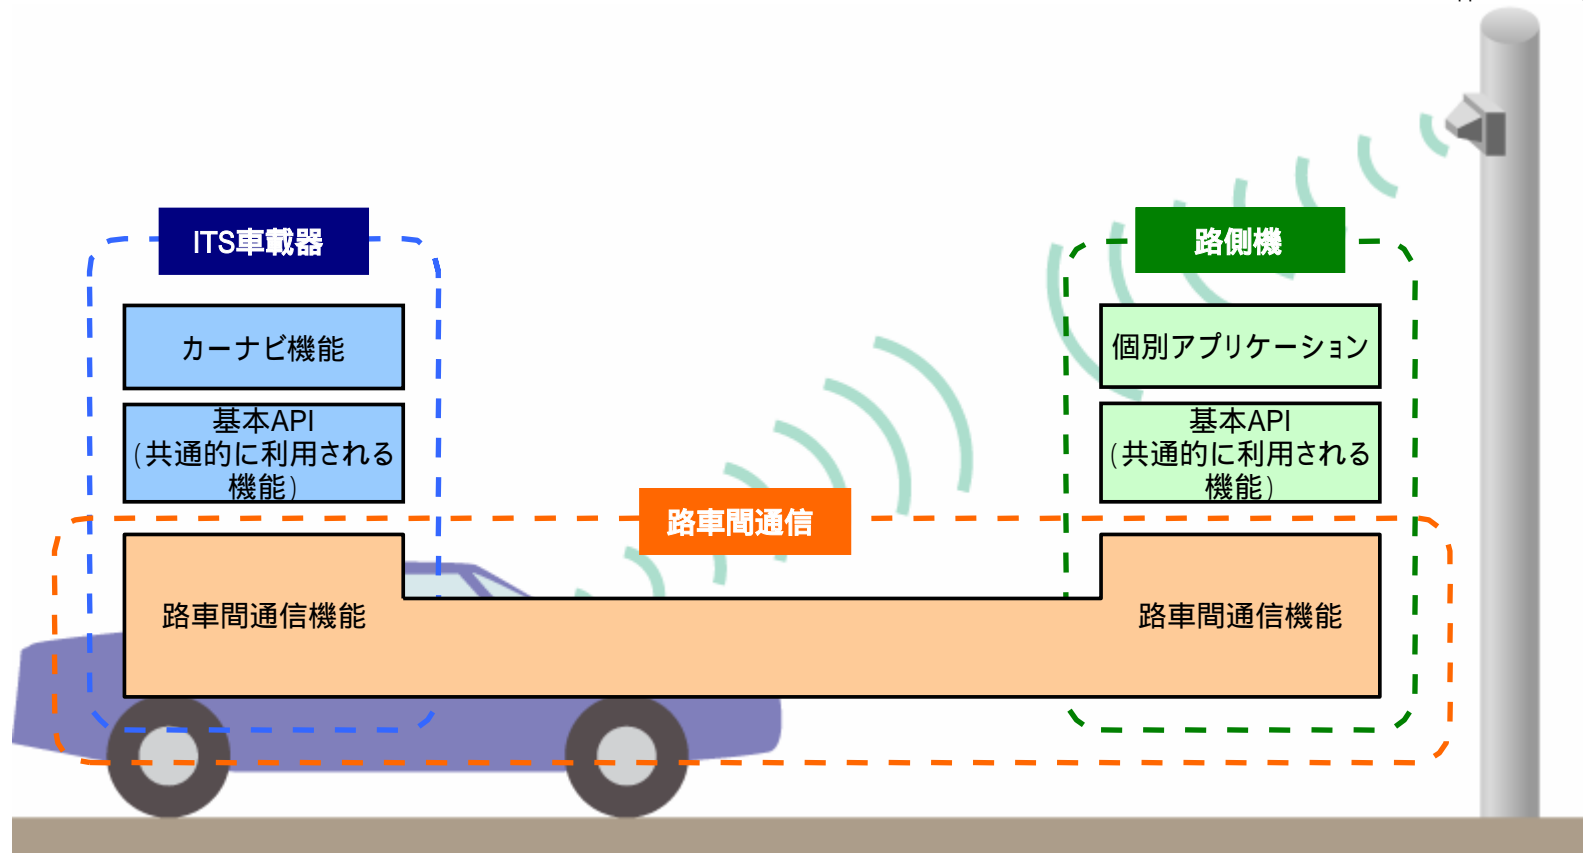 ITS車載器
路側機
カーナビ機能
個別アプリケーション
基本API
(共通的に利用される
機能)
基本API
(共通的に利用される
機能)
路車間通信
路車間通信機能
路車間通信機能